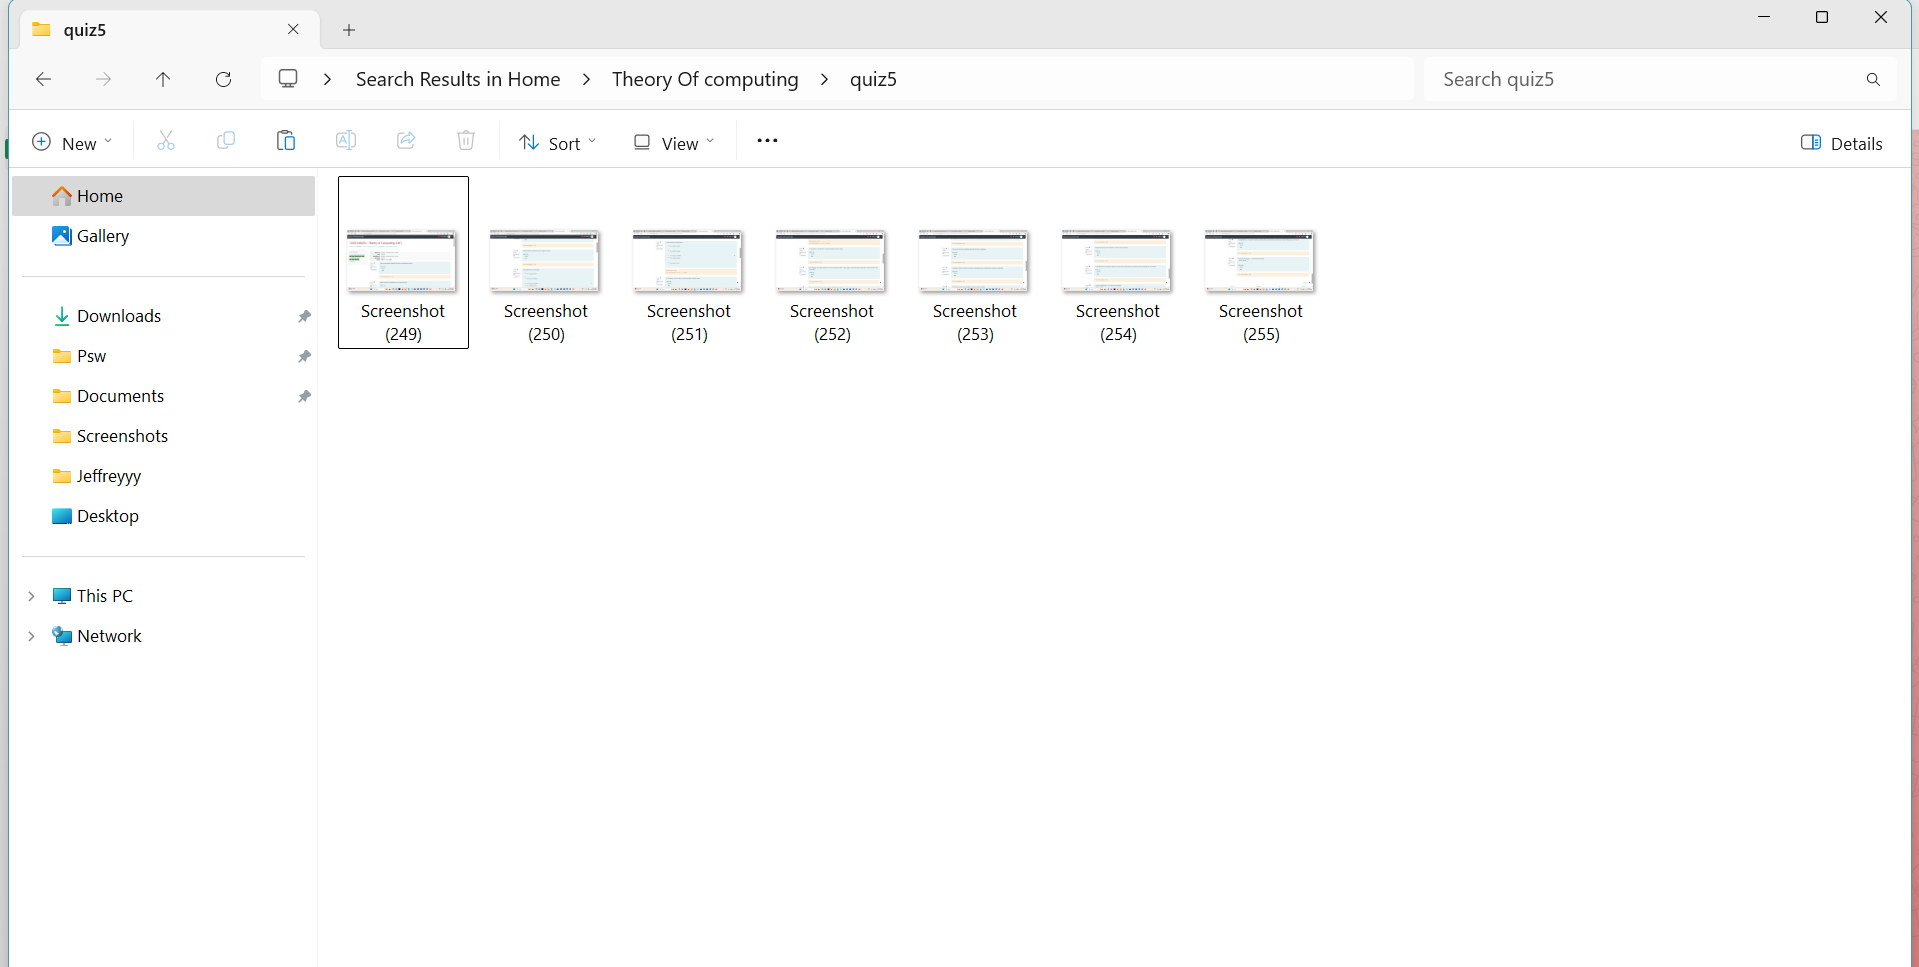 quiz5
Search Results in Home
Theory Of computing
quiz5
Search quiz5
New
Sort
View
Details
Home
Gallery
Downloads
Psw
Documents
Screenshots
Jeffreyyy
Desktop
This PC
Network
Screenshot
(249)
Screenshot
(250)
Screenshot
(251)
Screenshot
(252)
Screenshot
(253)
Screenshot
(254)
Screenshot
(255)